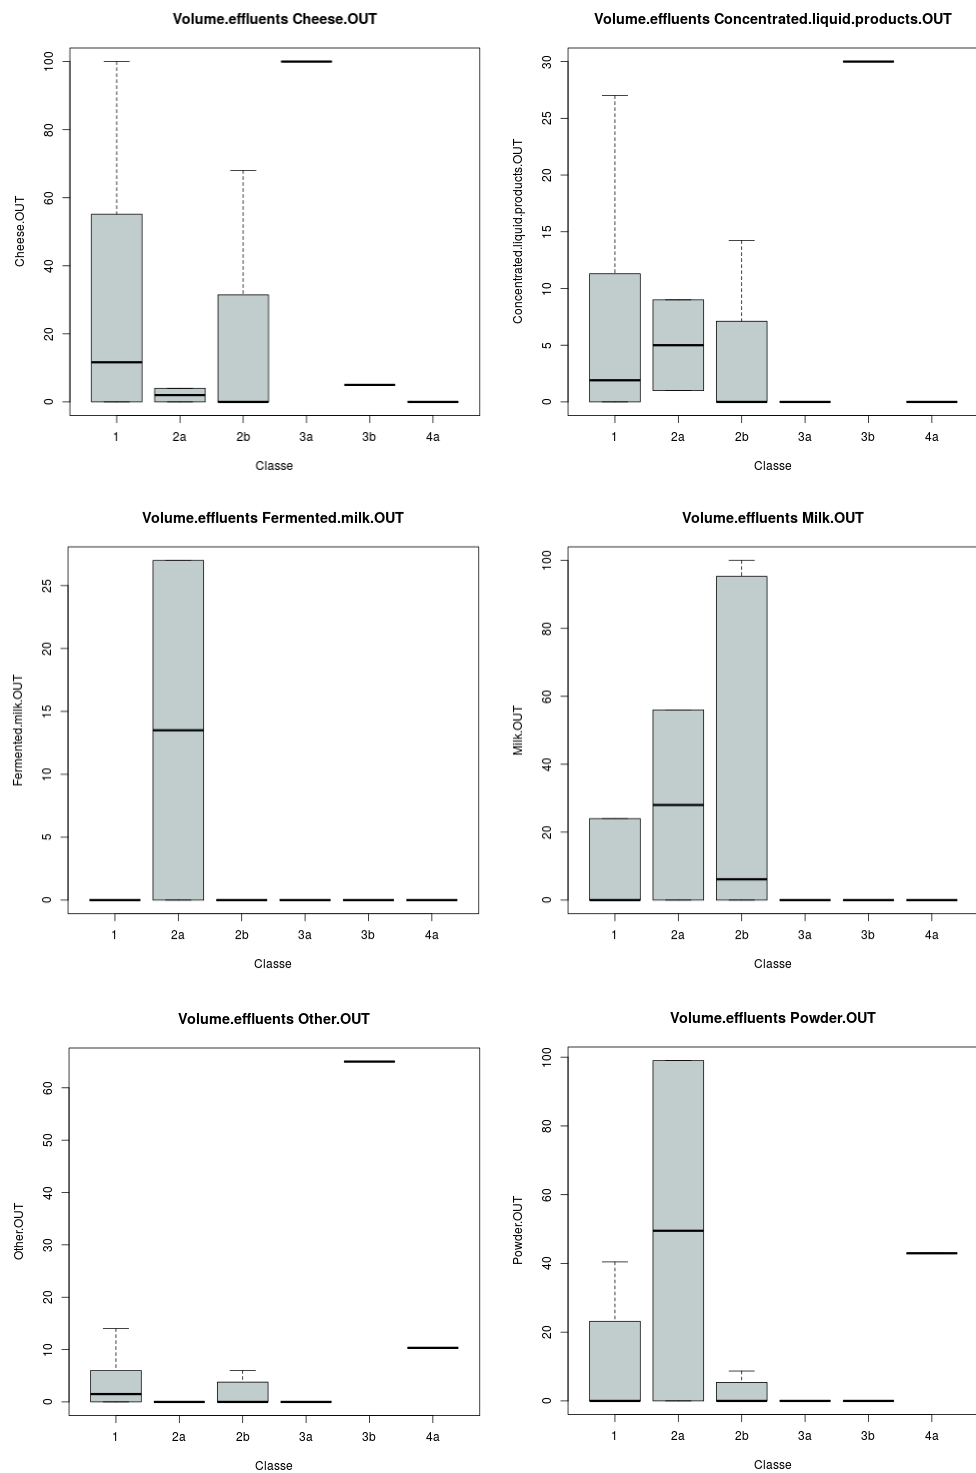 Volume.effluents Cheese.OUT
Cheese.OUT
100
80
60
40
20
0
1 2a 2b 3a 3b 4a
Classe
Volume.effluents Concentrated.liquid.products.OUT
Concentrated.liquid.products.OUT
30
25
20
15
10
5
0
1 2a 2b 3a 3b 4a
Classe
Volume.effluents Fermented.milk.OUT
Fermented.milk.OUT
25
20
15
10
5
0
1 2a 2b 3a 3b 4a
Classe
Volume.effluents Milk.OUT
Milk.OUT
100
80
60
40
20
0
1 2a 2b 3a 3b 4a
Classe
Volume.effluents Other.OUT
Other.OUT
60
50
40
30
20
10
0
1 2a 2b 3a 3b 4a
Classe
Volume.effluents Powder.OUT
Powder.OUT
100
80
60
40
20
0
1 2a 2b 3a 3b 4a
Classe